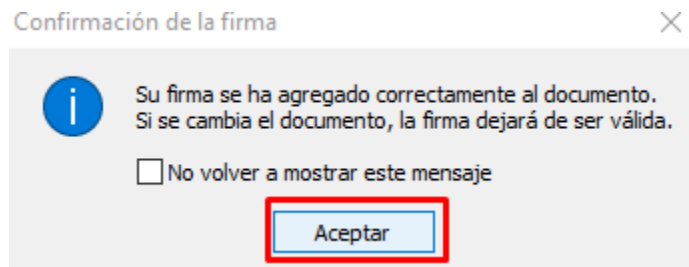 Confirmación de la firma
Su firma se ha agregado correctamente al documento.
Si se cambia el documento, la firma dejará de ser válida.
No volver a mostrar este mensaje
Aceptar